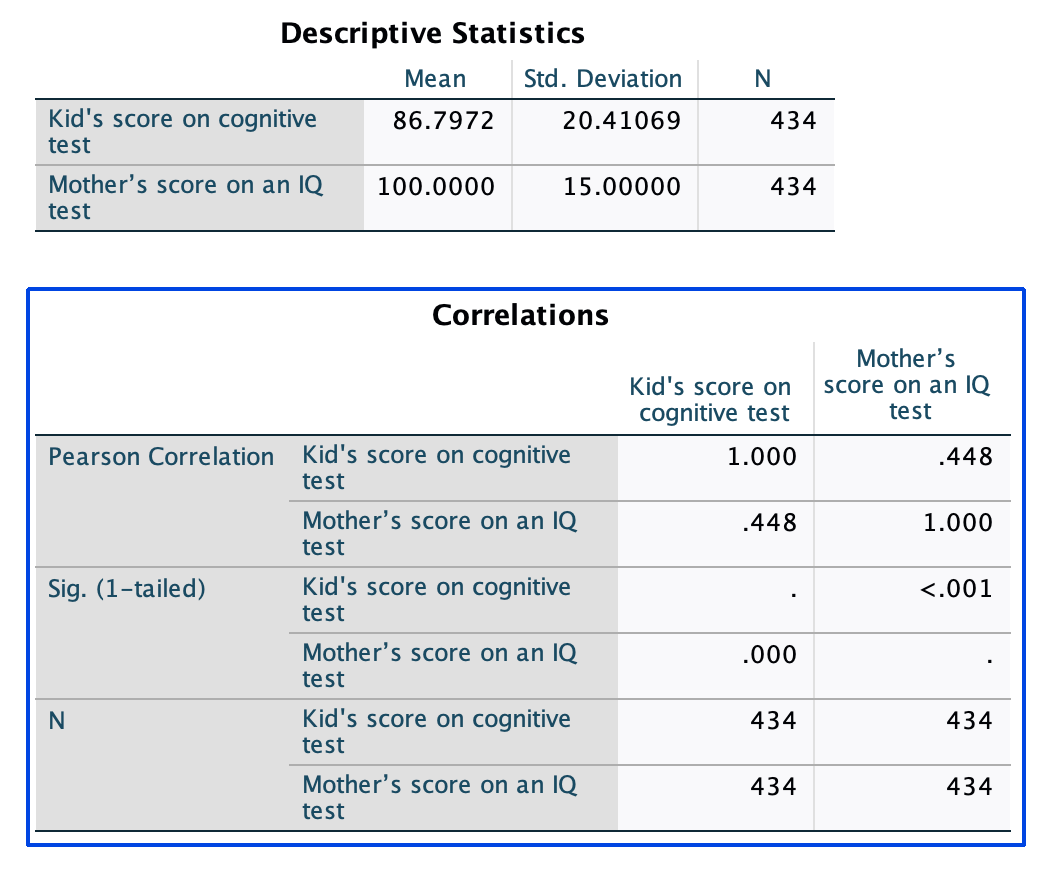 Descriptive Statistics
Mean Std. Deviation N
Kid's score on cognitive test 86.7972 20.41069 434
Mother’s score on an IQ test 100.0000 15.00000 434
Correlations
Kid's score on cognitive test Mother’s score on an IQ test
Pearson Correlation Kid's score on cognitive test 1.000 .448
Mother’s score on an IQ test .448 1.000
Sig. (1-tailed) Kid's score on cognitive test . <.001
Mother’s score on an IQ test .000 .
N Kid's score on cognitive test 434 434
Mother’s score on an IQ test 434 434